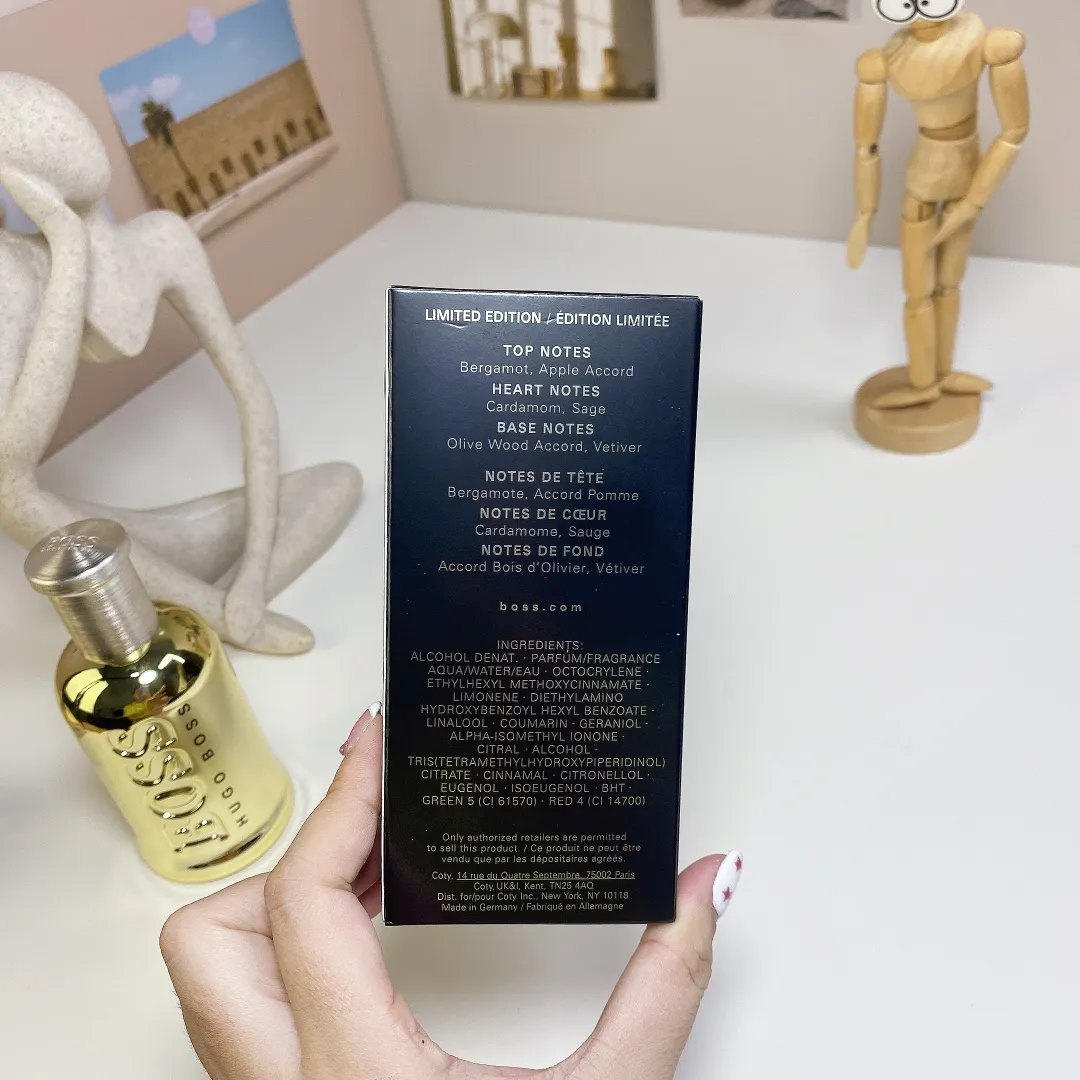 LIMITED EDITION / ÉDITION LIMITÉE
TOP NOTES
Bergamot, Apple Accord
HEART NOTES
Cardamom, Sage
BASE NOTES
Olive Wood Accord, Vetiver
NOTES DE TÊTE
Bergamote, Accord Pomme
NOTES DE CŒUR
Cardamome, Sauge
NOTES DE FOND
Accord Bois d'Olivier, Vétiver
boss.com
INGREDIENTS:
ALCOHOL DENAT. · PARFUM/FRAGRANCE
AQUA/WATER/EAU · OCTOCRYLENE ·
ETHYLHEXYL METHOXYCINNAMATE ·
LIMONENE · DIETHYLAMINO
HYDROXYBENZOYL HEXYL BENZOATE ·
LINALOOL · COUMARIN · GERANIOL ·
ALPHA-ISOMETHYL IONONE ·
CITRAL · ALCOHOL ·
TRIS(TETRAMETHYLHYDROXYPIPERIDINOL)
CITRATE · CINNAMAL · CITRONELLOL ·
EUGENOL · ISOEUGENOL · BHT ·
GREEN 5 (CI 61570) · RED 4 (CI 14700)
Only authorized retailers are permitted
to sell this product. / Ce produit ne peut être
vendu que par les dépositaires agréés.
Coty, 14 rue du Quatre Septembre, 75002 Paris
Coty, UK&I, Kent, TN25 4AQ
Dist. for/pour Coty Inc., New York, NY 10118
Made in Germany / Fabriqué en Allemagne
BOSS
BOSS
HUGO BOSS